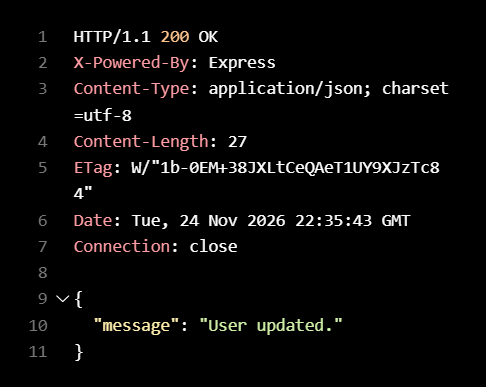 1 HTTP/1.1 200 OK
2 X-Powered-By: Express
3 Content-Type: application/json; charset
=utf-8
4 Content-Length: 27
5 ETag: W/"1b-0EM+38JXLtCeQAeT1UY9XJzTc8
4"
6 Date: Tue, 24 Nov 2026 22:35:43 GMT
7 Connection: close
8
9 {
10 "message": "User updated."
11 }